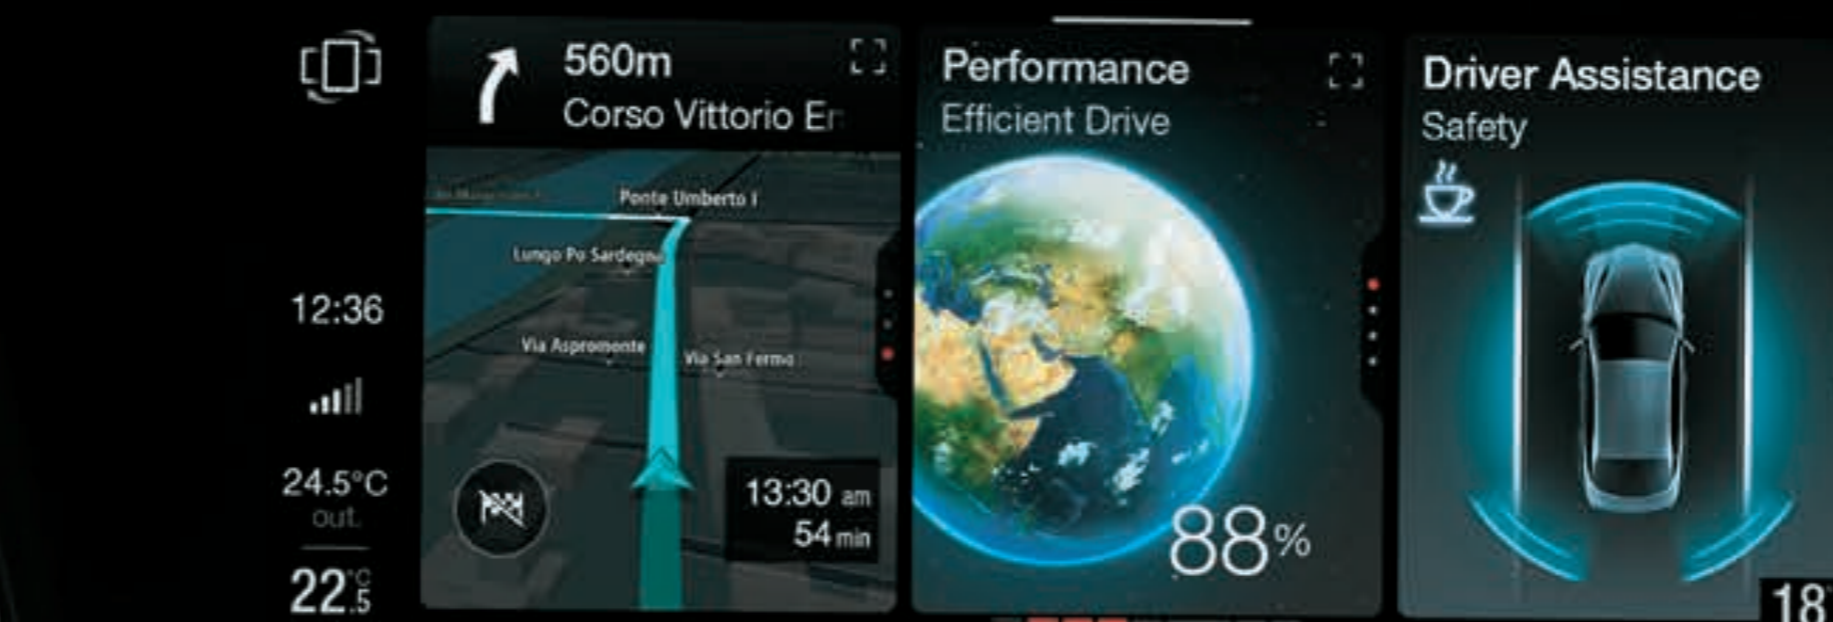 12:36
24.5°C
out.
22.5°C
560m
Corso Vittorio Em
Ponte Umberto I
Lungo Po Sardegna
Via Aspromonte
Via San Fermo
13:30 am
54 min
Performance
Efficient Drive
88%
Driver Assistance
Safety
18°